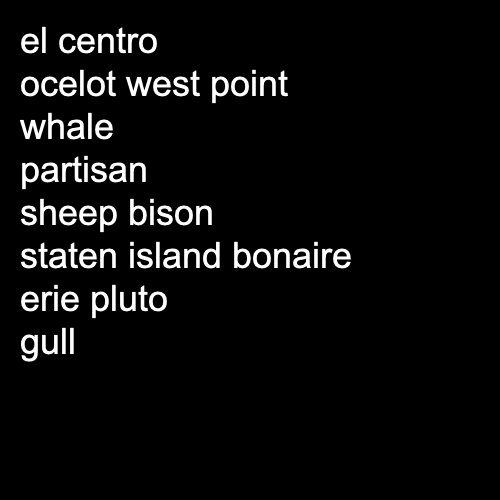 el centro
ocelot west point
whale
partisan
sheep bison
staten island bonaire
erie pluto
gull